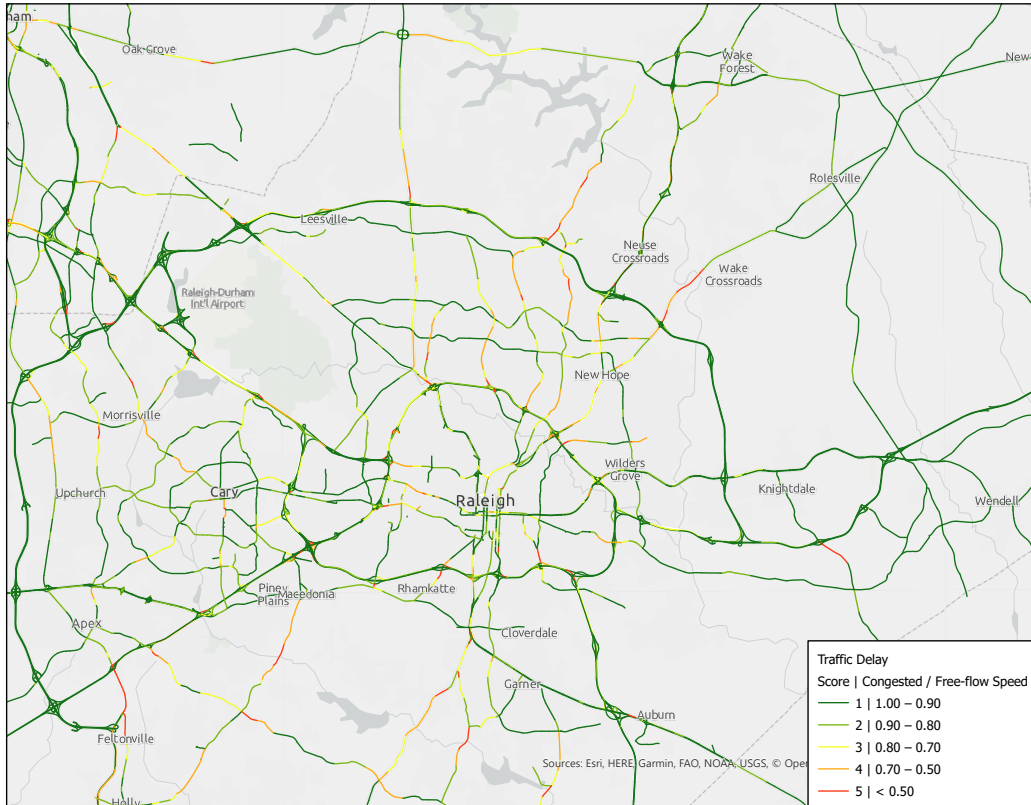 ham
Oak Grove
Wake
Forest
New
Rolesville
Leesville
Neuse
Crossroads
Wake
Crossroads
Raleigh-Durham
Int'l Airport
New Hope
Morrisville
Wilders
Grove
Upchurch
Cary
Raleigh
Knightdale
Wendell
Piney
Plains
Macedonia
Rhamkatte
Apex
Cloverdale
Garner
Auburn
Feltonville
Holly
Sources: Esri, HERE, Garmin, FAO, NOAA, USGS, © Oper
Traffic Delay
Score | Congested / Free-flow Speed
1 | 1.00 – 0.90
2 | 0.90 – 0.80
3 | 0.80 – 0.70
4 | 0.70 – 0.50
5 | < 0.50